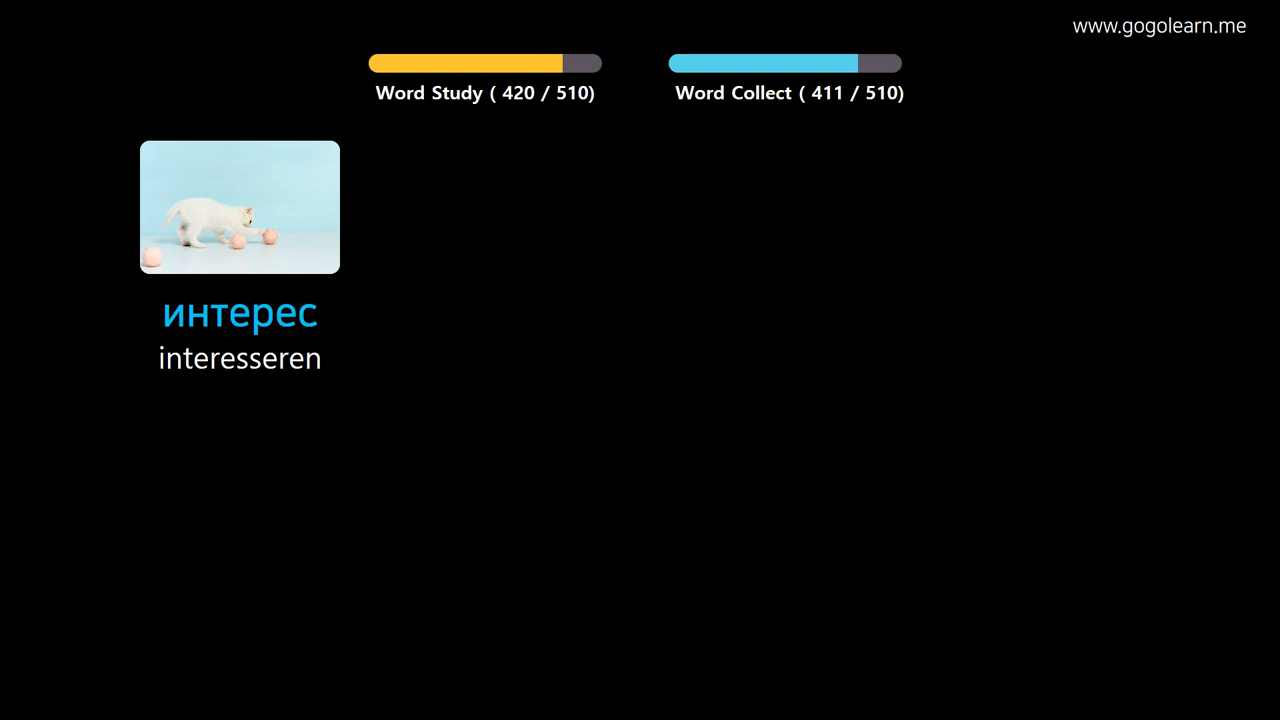 www.gogolearn.me
Word Study ( 420 / 510)
Word Collect ( 411 / 510)
интерес
interesseren